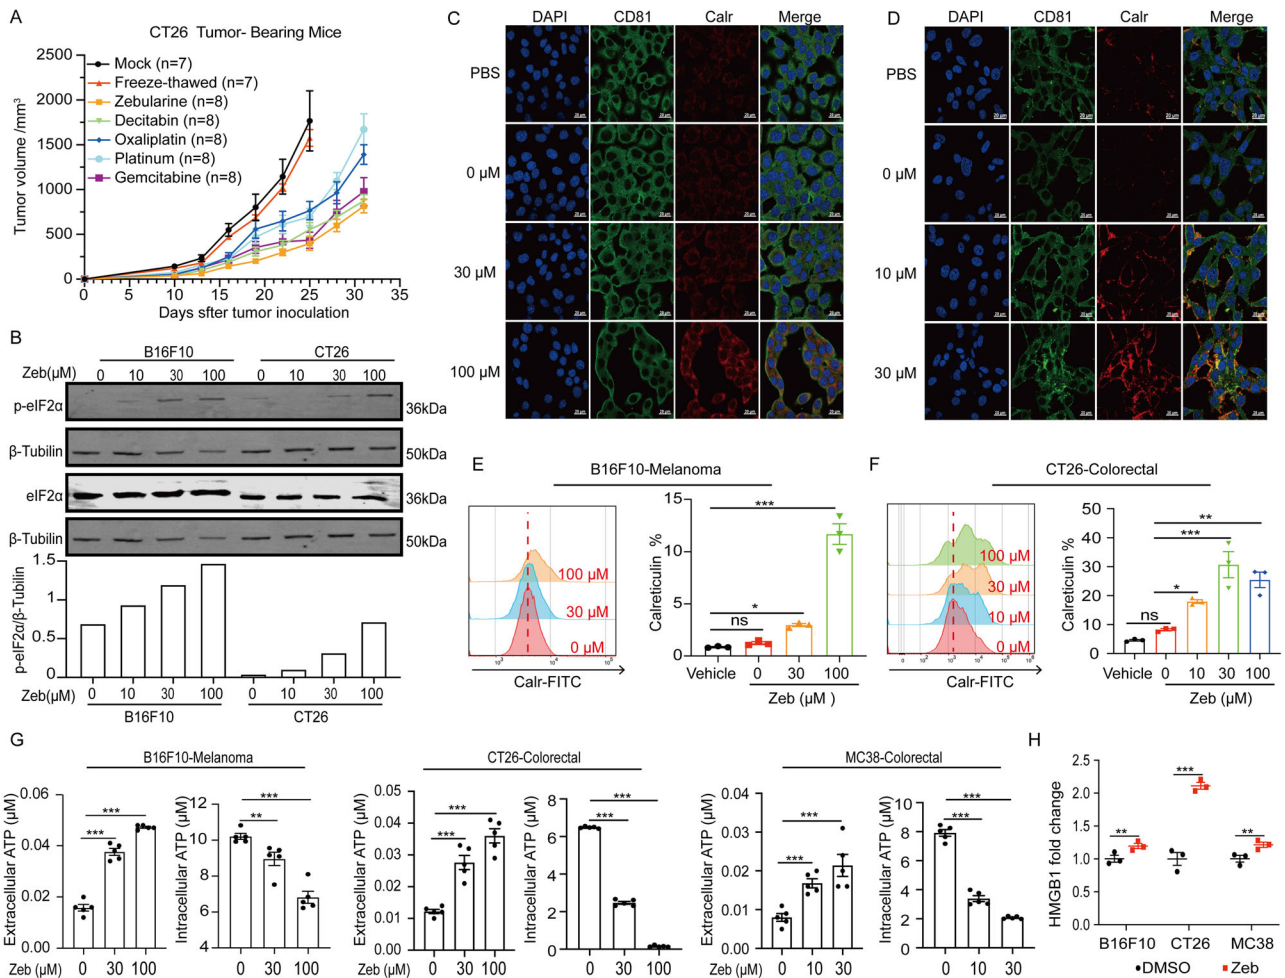 A
CT26 Tumor- Bearing Mice
Tumor volume /mm³
2500
2000
1500
1000
500
0
Mock (n=7)
Freeze-thawed (n=7)
Zebularine (n=8)
Decitabin (n=8)
Oxaliplatin (n=8)
Platinum (n=8)
Gemcitabine (n=8)
0 5 10 15 20 25 30 35
Days sfter tumor inoculation
B
B16F10 CT26
Zeb(μM) 0 10 30 100 0 10 30 100
p-eIF2α 36kDa
β-Tubilin 50kDa
eIF2α 36kDa
β-Tubilin 50kDa
p-eIF2α/β-Tubilin
1.5
1
0.5
0
Zeb(μM) 0 10 30 100 0 10 30 100
B16F10 CT26
C
DAPI CD81 Calr Merge
PBS
0 μM
30 μM
100 μM
D
DAPI CD81 Calr Merge
PBS
0 μM
10 μM
30 μM
E
B16F10-Melanoma
100 μM
30 μM
0 μM
10³ 10⁴ 10⁵
Calr-FITC
Calreticulin %
15
10
5
0
***
*
ns
Vehicle 0 30 100
Zeb (μM )
F
CT26-Colorectal
100 μM
30 μM
10 μM
0 μM
0 10³ 10⁴ 10⁵ 10⁶
Calr-FITC
Calreticulin %
50
40
30
20
10
0
**
***
*
ns
Vehicle 0 10 30 100
Zeb (μM)
G
B16F10-Melanoma
Extracellular ATP (μM)
0.06
0.04
0.02
0.00
***
***
Zeb (μM) 0 30 100
Intracellular ATP (μM)
12
10
8
6
4
***
**
0 30 100
CT26-Colorectal
Extracellular ATP (μM)
0.05
0.04
0.03
0.02
0.01
0.00
***
***
Zeb (μM) 0 30 100
Intracellular ATP (μM)
8
6
4
2
0
***
***
0 30 100
MC38-Colorectal
Extracellular ATP (μM)
0.04
0.03
0.02
0.01
0.00
***
Zeb (μM) 0 10 30
Intracellular ATP (μM)
10
8
6
4
2
***
***
0 10 30
H
HMGB1 fold change
2.5
2.0
1.5
1.0
0.5
0.0
**
***
**
B16F10 CT26 MC38
DMSO Zeb